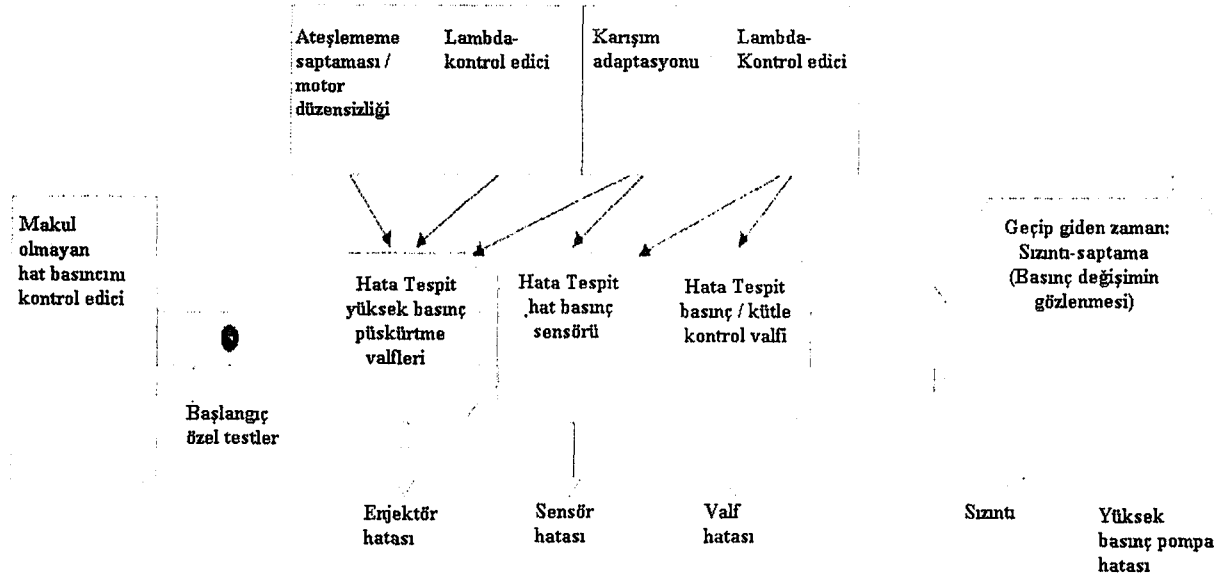 Ateşlememe
saptaması /
motor
düzensizliği
Lambda-
kontrol edici
Karışım
adaptasyonu
Lambda-
Kontrol edici
Makul
olmayan
hat basıncını
kontrol edici
Hata Tespit
yüksek basınç
püskürtme
valfleri
Hata Tespit
hat basınç
sensörü
Hata Tespit
basınç / kütle
kontrol valfi
Geçip giden zaman:
Sızıntı-saptama
(Basınç değişimin
gözlenmesi)
Başlangıç
özel testler
Enjektör
hatası
Sensör
hatası
Valf
hatası
Sızıntı
Yüksek
basınç pompa
hatası